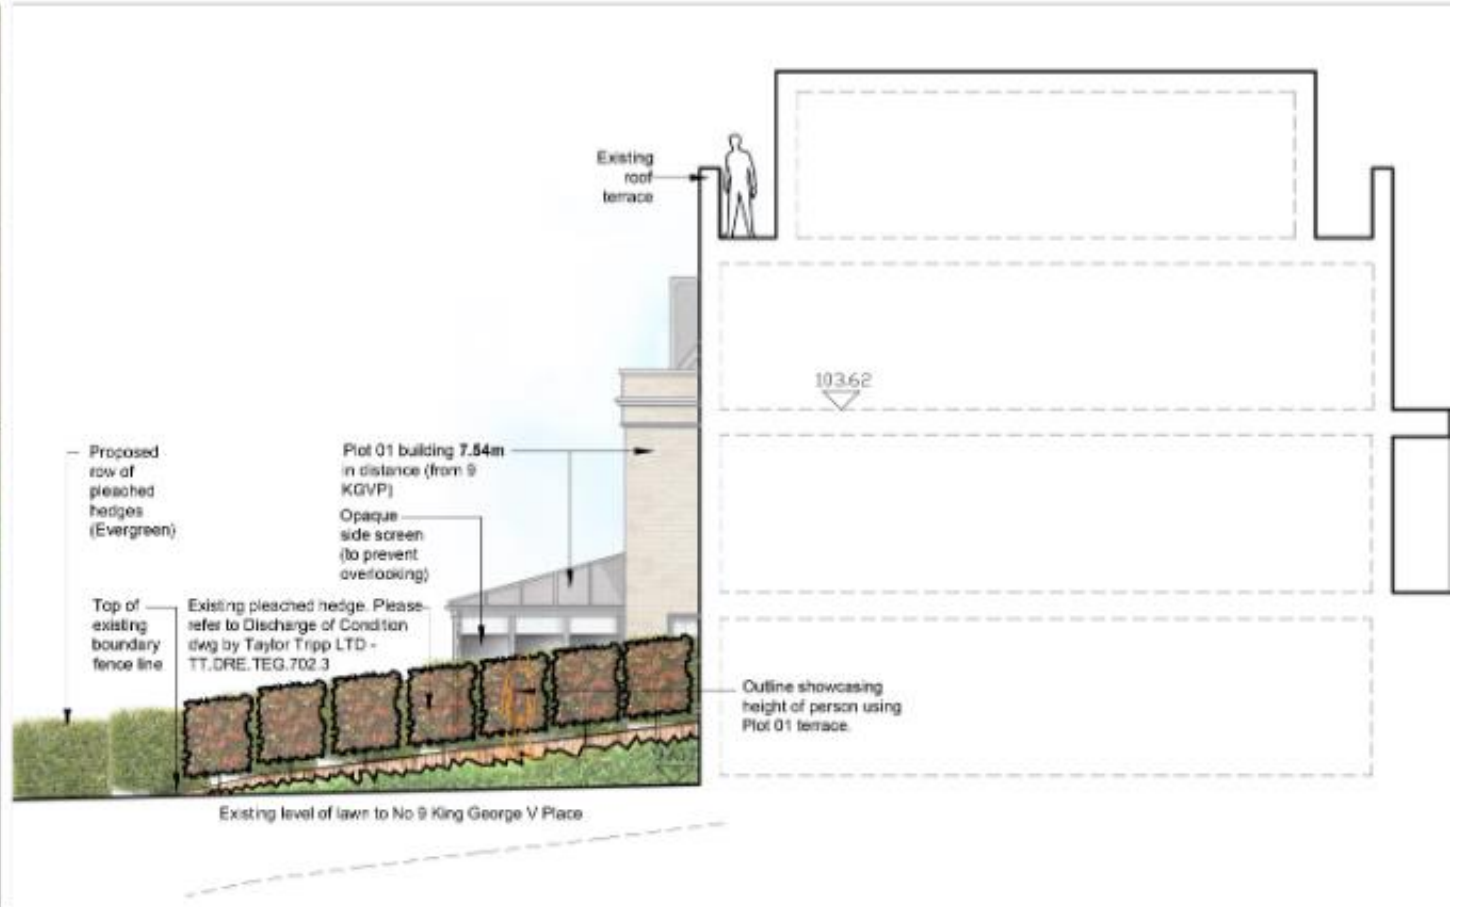 Existing
roof
terrace
103.62
Proposed
row of
pleached
hedges
(Evergreen)
Plot 01 building 7.54m
in distance (from 9
KGVP)
Opaque
side screen
(to prevent
overlooking)
Top of
existing
boundary
fence line
Existing pleached hedge. Please
refer to Discharge of Condition
dwg by Taylor Tripp LTD -
TT.DRE.TEG.702.3
Outline showcasing
height of person using
Plot 01 terrace.
Existing level of lawn to No 9 King George V Place